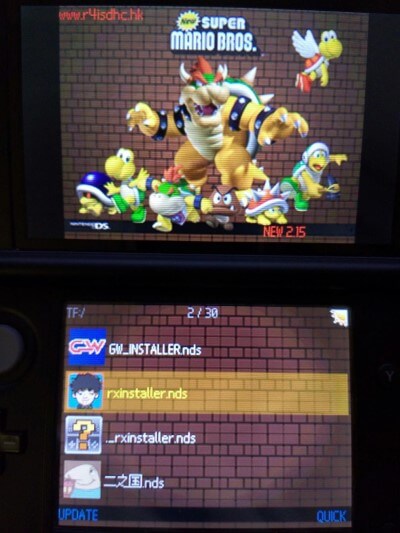 www.r4isdhc.hk
New SUPER
MARIO BROS.
NINTENDO DS
NEW 2.15
TF:/ 2/30
GW GW_INSTALLER.nds
rxinstaller.nds
._rxinstaller.nds
二之国.nds
UPDATE QUICK